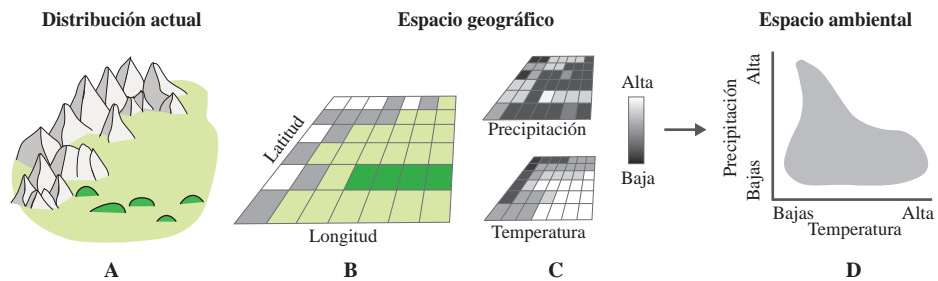 Distribución actual
Espacio geográfico
Espacio ambiental
A
Latitud
Longitud
B
Precipitación
Temperatura
Alta
Baja
C
Precipitación
Alta
Bajas
Bajas
Alta
Temperatura
D